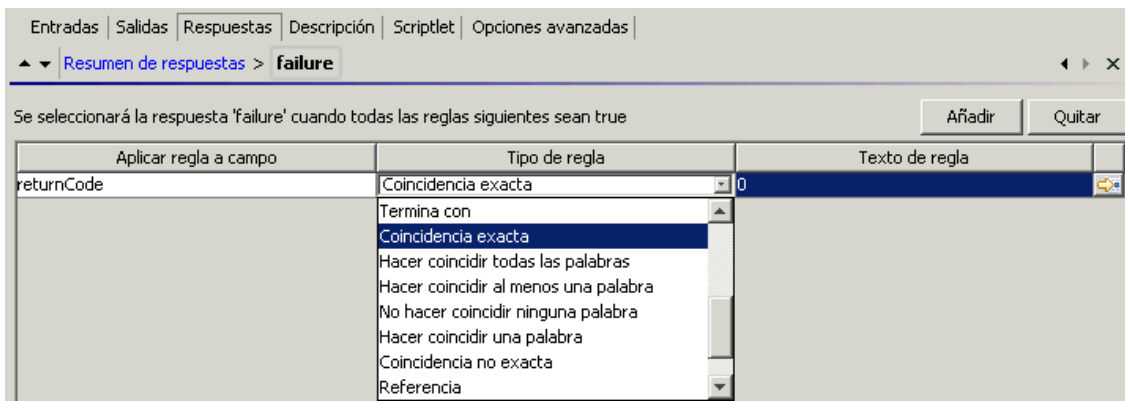 Entradas Salidas Respuestas Descripción Scriptlet Opciones avanzadas
Resumen de respuestas > failure
Se seleccionará la respuesta 'failure' cuando todas las reglas siguientes sean true Añadir Quitar
Aplicar regla a campo Tipo de regla Texto de regla
returnCode Coincidencia exacta 0
Termina con
Coincidencia exacta
Hacer coincidir todas las palabras
Hacer coincidir al menos una palabra
No hacer coincidir ninguna palabra
Hacer coincidir una palabra
Coincidencia no exacta
Referencia